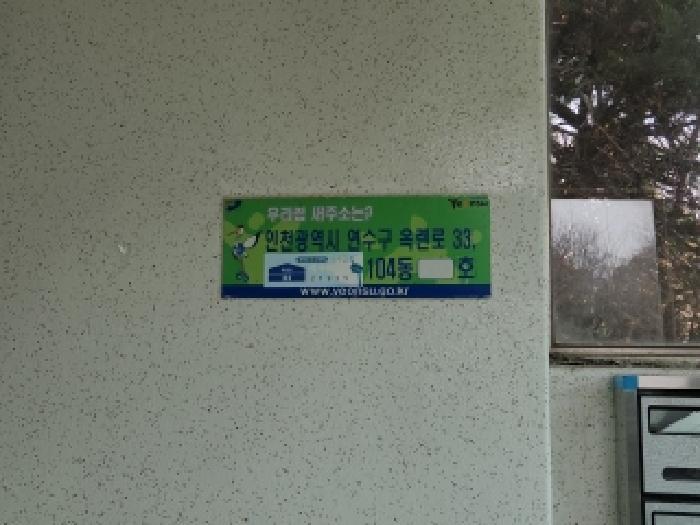 우리집 새주소는?
인천광역시 연수구 옥련로 33,
104동 호
www.yeonsu.go.kr